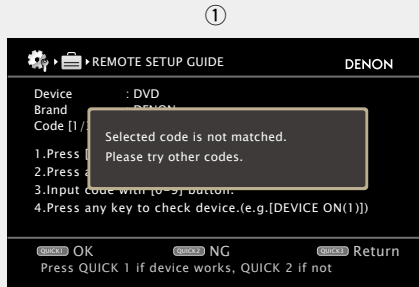 ①
REMOTE SETUP GUIDE DENON
Device : DVD
Brand DENON
Code [1/
Selected code is not matched.
Please try other codes.
1.Press [
2.Press a
3.Input code with [0-9] button.
4.Press any key to check device.(e.g.[DEVICE ON(1)])
QUICK1 OK QUICK2 NG QUICK3 Return
Press QUICK 1 if device works, QUICK 2 if not